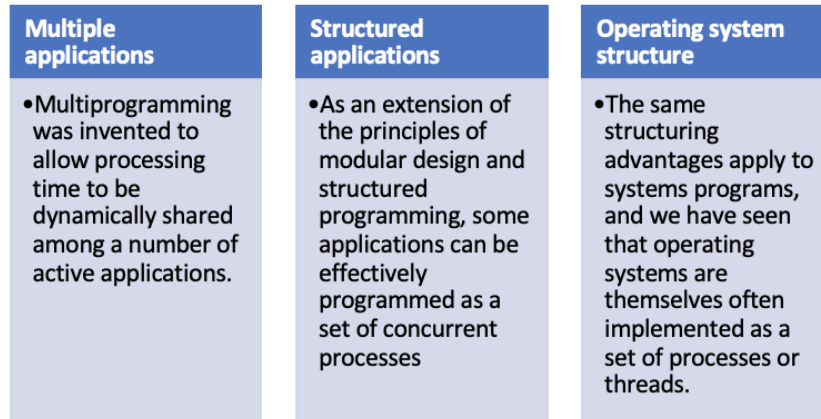 Multiple
applications
•Multiprogramming
was invented to
allow processing
time to be
dynamically shared
among a number of
active applications.
Structured
applications
•As an extension of
the principles of
modular design and
structured
programming, some
applications can be
effectively
programmed as a
set of concurrent
processes
Operating system
structure
•The same
structuring
advantages apply to
systems programs,
and we have seen
that operating
systems are
themselves often
implemented as a
set of processes or
threads.